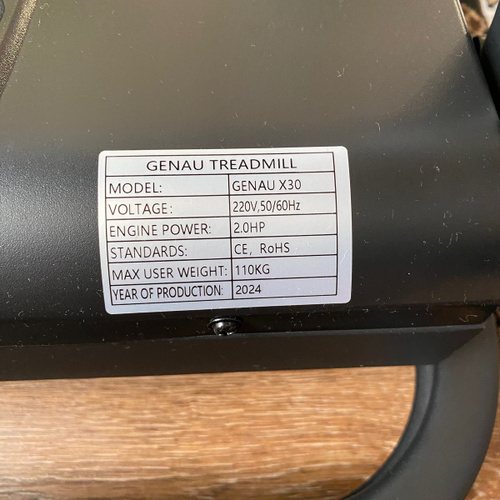 GENAU TREADMILL
MODEL: GENAU X30
VOLTAGE: 220V,50/60Hz
ENGINE POWER: 2.0HP
STANDARDS: CE, RoHS
MAX USER WEIGHT: 110KG
YEAR OF PRODUCTION: 2024